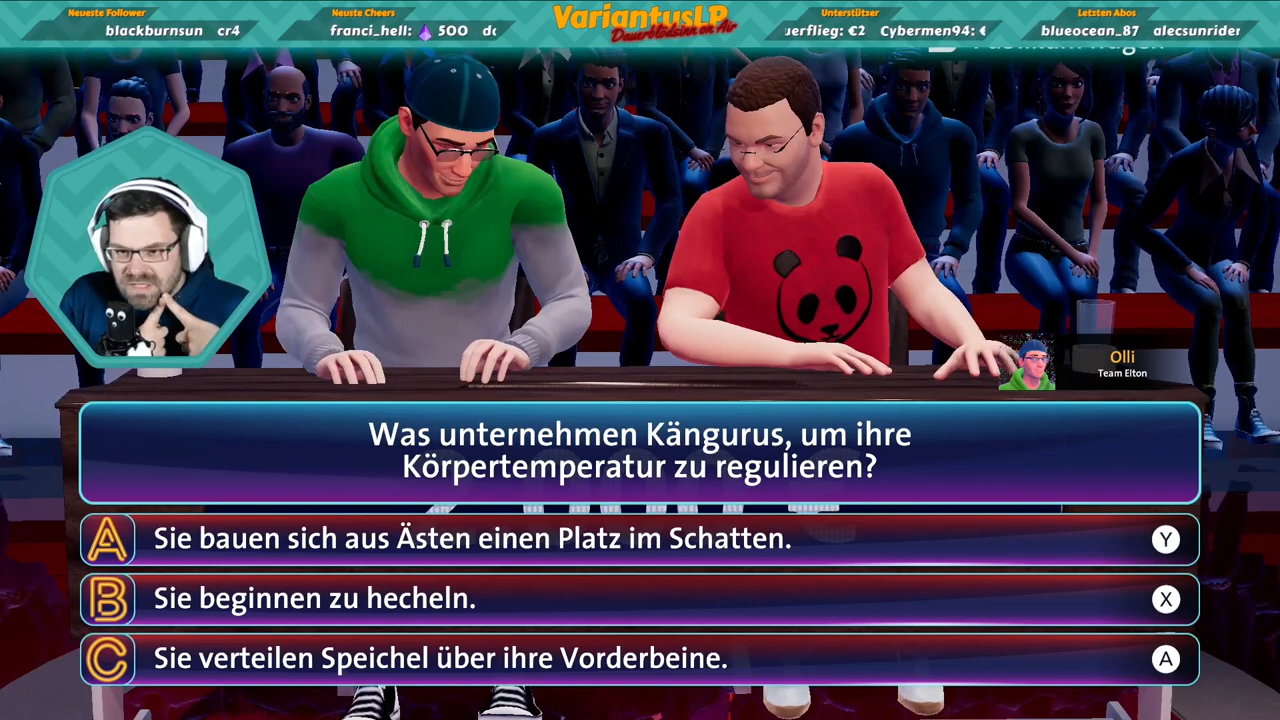 Neueste Follower
blackburnsun cr4
Neuste Cheers
franci_hell: 500
VariantusLP
Dauerblödsinn on Air
Unterstützer
uerflieg: €2 Cybermen94: €
Letzten Abos
blueocean_87 alecsunrider
Olli
Team Elton
Was unternehmen Kängurus, um ihre
Körpertemperatur zu regulieren?
A Sie bauen sich aus Ästen einen Platz im Schatten. Y
B Sie beginnen zu hecheln. X
C Sie verteilen Speichel über ihre Vorderbeine. A